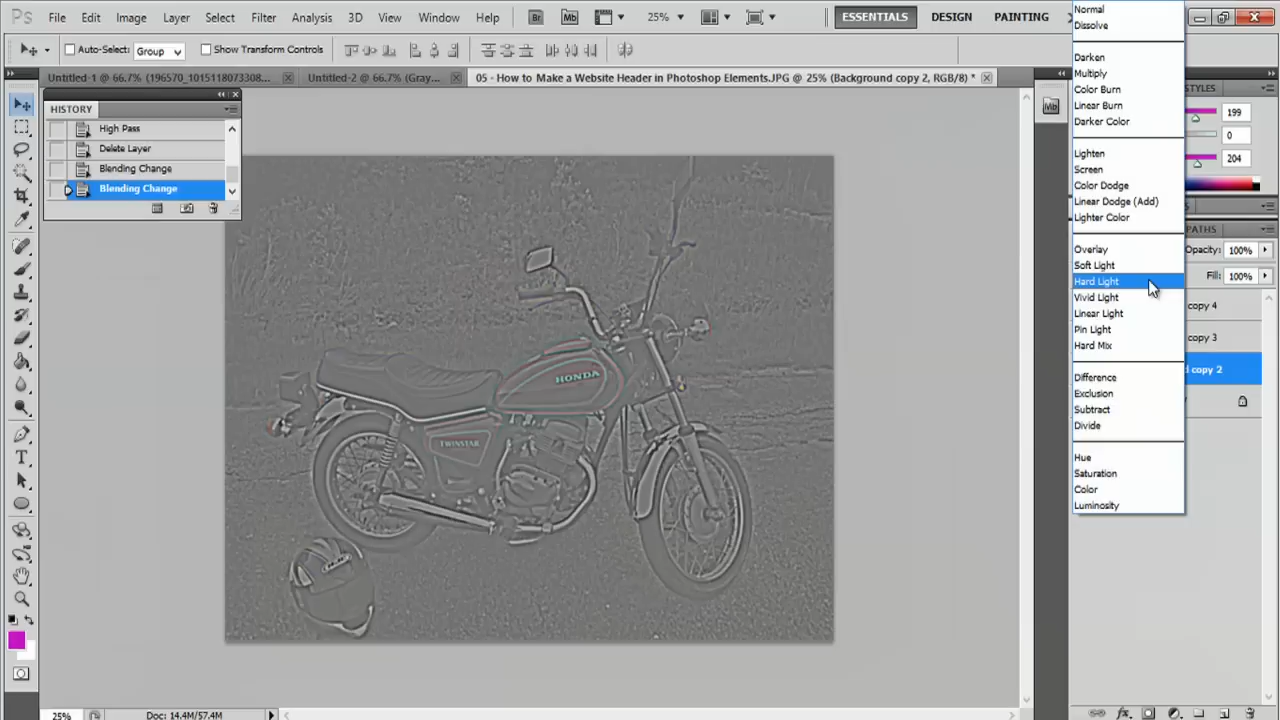 Ps
File Edit Image Layer Select Filter Analysis 3D View Window Help
Br Mb 25%
ESSENTIALS DESIGN PAINTING
Auto-Select: Group Show Transform Controls
Untitled-1 @ 66.7% (196570_1015118073308...
Untitled-2 @ 66.7% (Gray...
05 - How to Make a Website Header in Photoshop Elements.JPG @ 25% (Background copy 2, RGB/8) *
HISTORY
High Pass
Delete Layer
Blending Change
Blending Change
HONDA
TWINSTAR
Normal
Dissolve
Darken
Multiply
Color Burn
Linear Burn
Darker Color
Lighten
Screen
Color Dodge
Linear Dodge (Add)
Lighter Color
Overlay
Soft Light
Hard Light
Vivid Light
Linear Light
Pin Light
Hard Mix
Difference
Exclusion
Subtract
Divide
Hue
Saturation
Color
Luminosity
Mb
STYLES
199
0
204
PATHS
Opacity: 100%
Fill: 100%
copy 4
copy 3
d copy 2
T
25% Doc: 14.4M/57.4M
fx